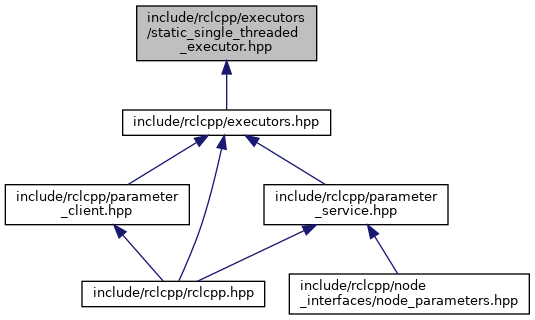 include/rclcpp/executors
/static_single_threaded
_executor.hpp
include/rclcpp/executors.hpp
include/rclcpp/parameter
_client.hpp
include/rclcpp/parameter
_service.hpp
include/rclcpp/rclcpp.hpp
include/rclcpp/node
_interfaces/node_parameters.hpp